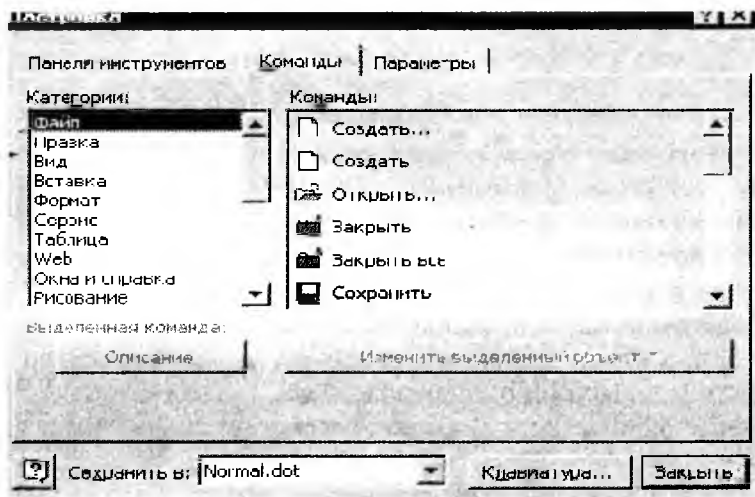 Настройка
Панели инструментов Команды Параметры
Категории: Команды:
Файл
Правка
Вид
Вставка
Формат
Сервис
Таблица
Web
Окна и справка
Рисование
Создать...
Создать
Открыть...
Закрыть
Закрыть все
Сохранить
Выделенная команда:
Описание Изменить выделенный объект
Сохранить в: Normal.dot Клавиатура... Закрыть